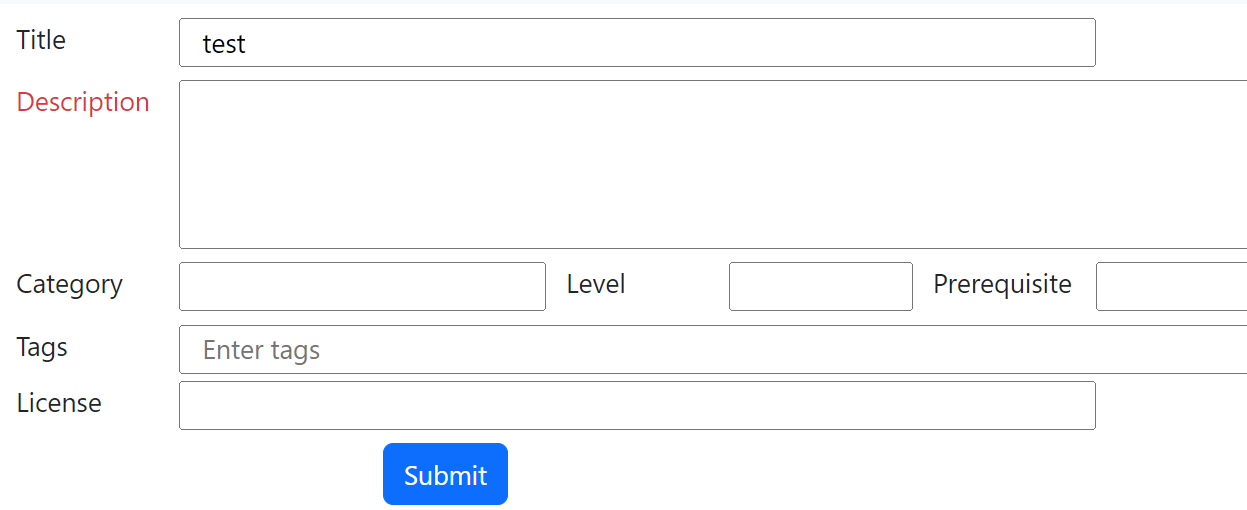 Title test
Description
Category Level Prerequisite
Tags Enter tags
License
Submit